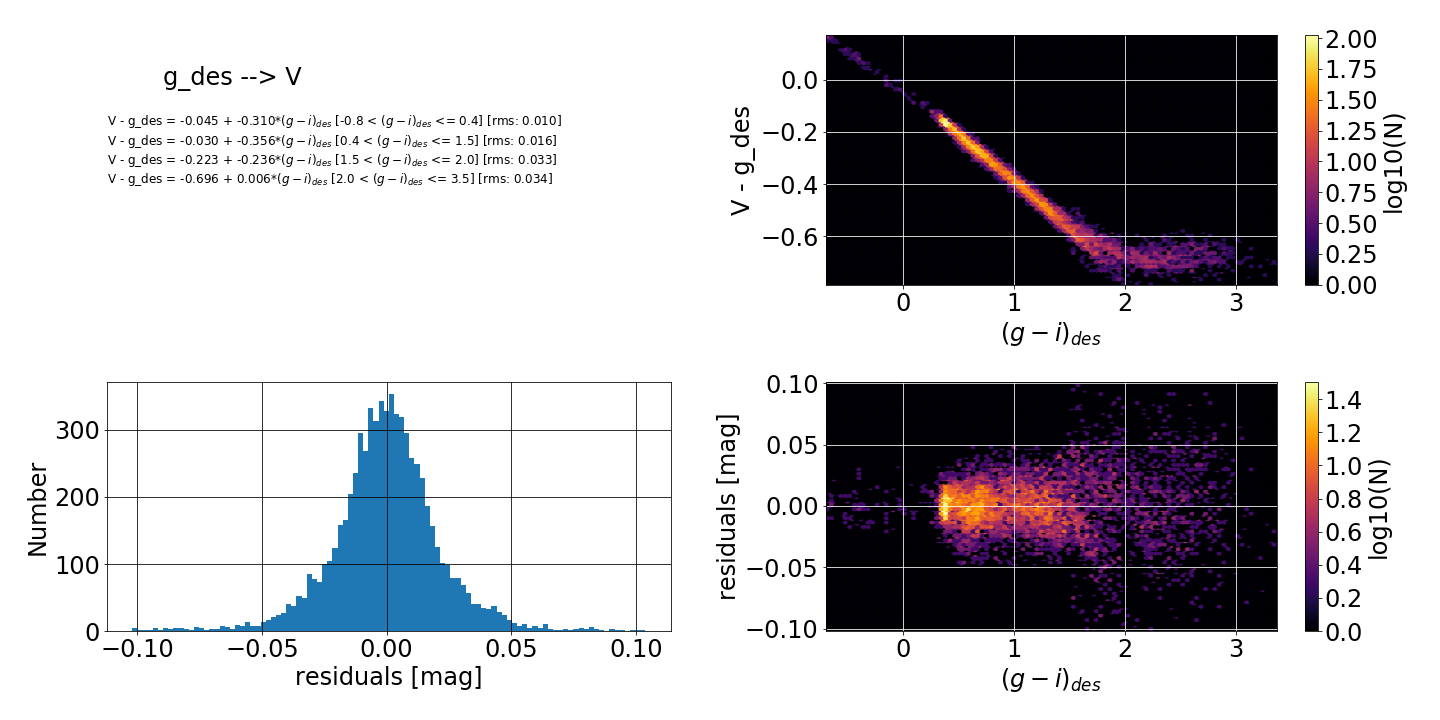 g_des --> V
V - g_des = -0.045 + -0.310*(g − i)des [-0.8 < (g − i)des <= 0.4] [rms: 0.010]
V - g_des = -0.030 + -0.356*(g − i)des [0.4 < (g − i)des <= 1.5] [rms: 0.016]
V - g_des = -0.223 + -0.236*(g − i)des [1.5 < (g − i)des <= 2.0] [rms: 0.033]
V - g_des = -0.696 + 0.006*(g − i)des [2.0 < (g − i)des <= 3.5] [rms: 0.034]
V - g_des
0.0
−0.2
−0.4
−0.6
0 1 2 3
(g − i)des
2.00
1.75
1.50
1.25
1.00
0.75
0.50
0.25
0.00
log10(N)
Number
300
200
100
0
−0.10 −0.05 0.00 0.05 0.10
residuals [mag]
residuals [mag]
0.10
0.05
0.00
−0.05
−0.10
0 1 2 3
(g − i)des
1.4
1.2
1.0
0.8
0.6
0.4
0.2
0.0
log10(N)